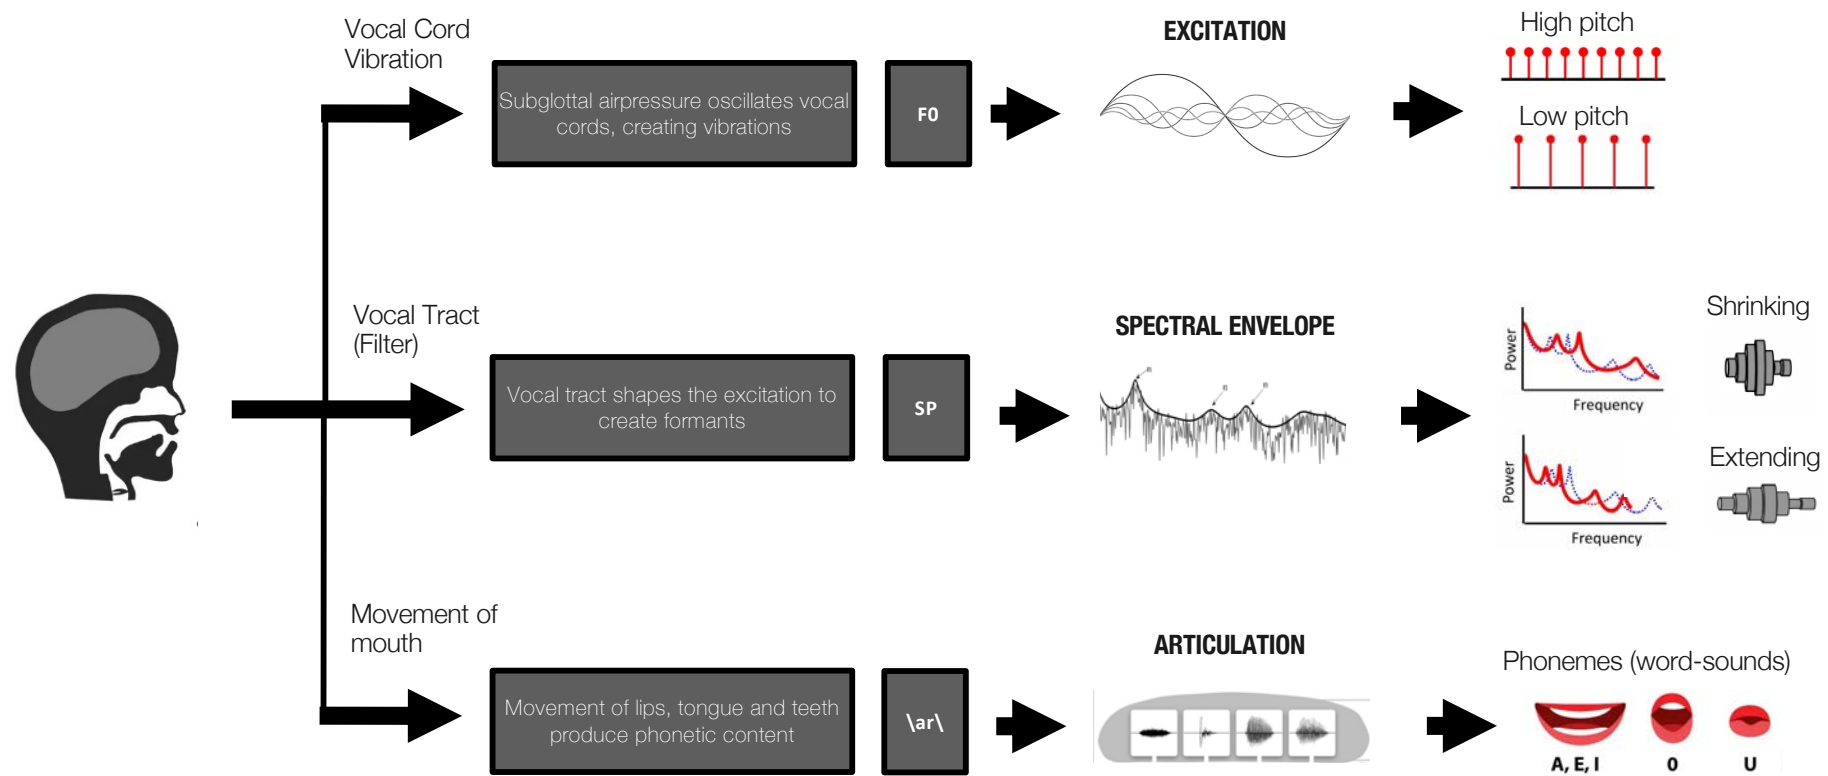 Vocal Cord
Vibration
Subglottal airpressure oscillates vocal
cords, creating vibrations
F0
EXCITATION
High pitch
Low pitch
Vocal Tract
(Filter)
Vocal tract shapes the excitation to
create formants
SP
SPECTRAL ENVELOPE
Power
Frequency
Shrinking
Power
Frequency
Extending
Movement of
mouth
Movement of lips, tongue and teeth
produce phonetic content
\ar\
ARTICULATION
Phonemes (word-sounds)
A, E, I
O
U